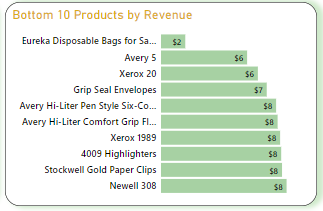 Bottom 10 Products by Revenue
Eureka Disposable Bags for Sa... $2
Avery 5 $6
Xerox 20 $6
Grip Seal Envelopes $7
Avery Hi-Liter Pen Style Six-Co... $8
Avery Hi-Liter Comfort Grip Fl... $8
Xerox 1989 $8
4009 Highlighters $8
Stockwell Gold Paper Clips $8
Newell 308 $8